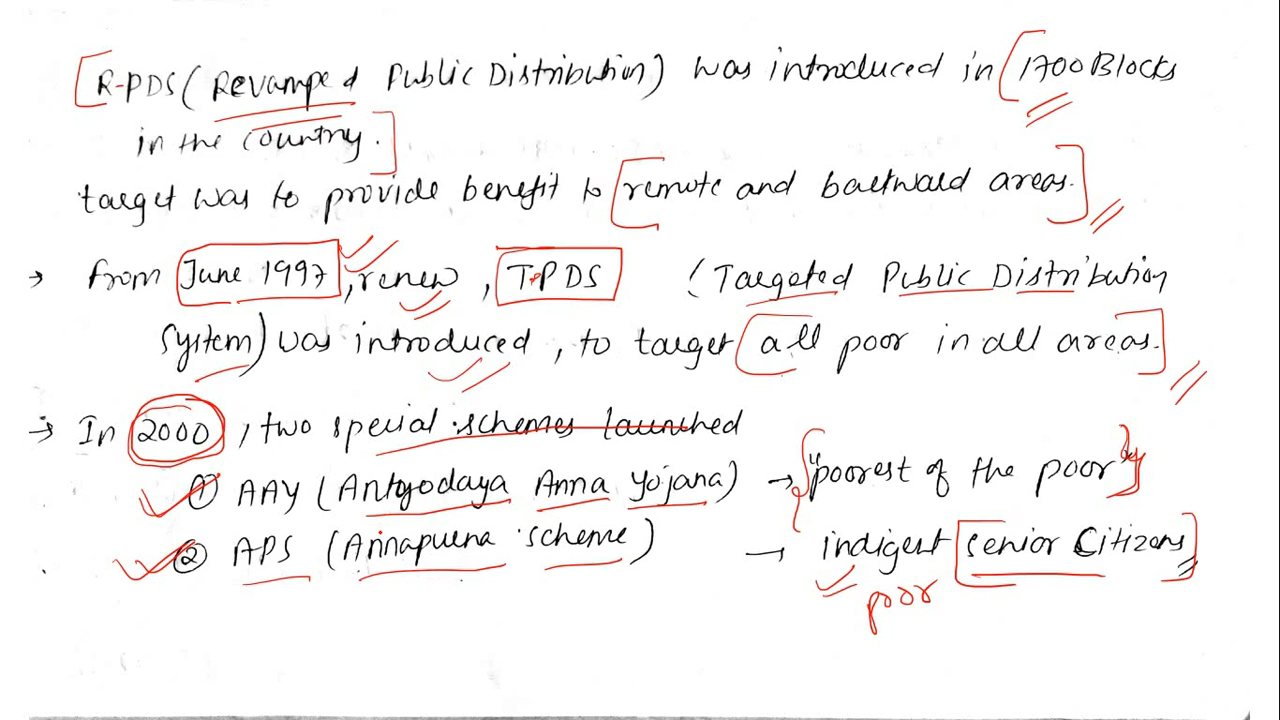 R-PDS (Revamped Public Distribution) was introduced in 1700 Blocks
in the country.
target was to provide benefit to remote and backward areas.
→ from June 1997, renew, T-PDS (Targeted Public Distribution
System) was introduced, to target all poor in all areas.
→ In 2000, two special schemes launched
① AAY (Antyodaya Anna Yojana) → "poorest of the poor"
② APS (Annapurna scheme) → indigest senior Citizens
poor